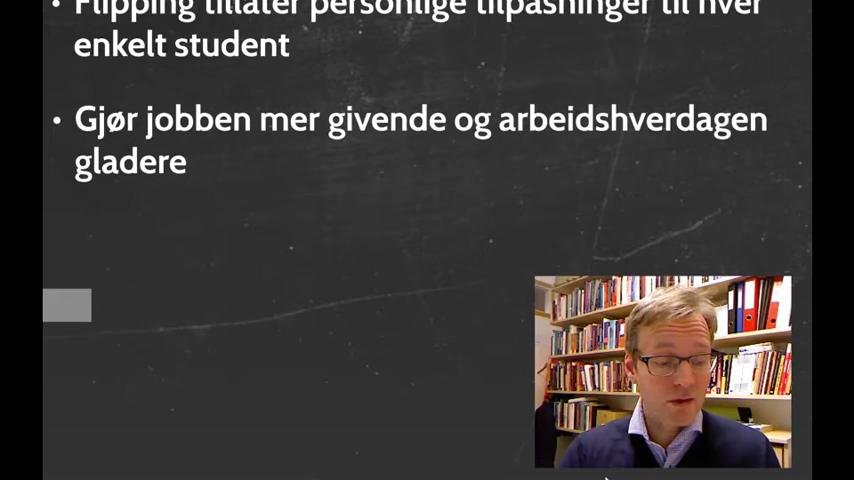 • Flipping tillater personlige tilpasninger til hver
enkelt student
• Gjør jobben mer givende og arbeidshverdagen
gladere